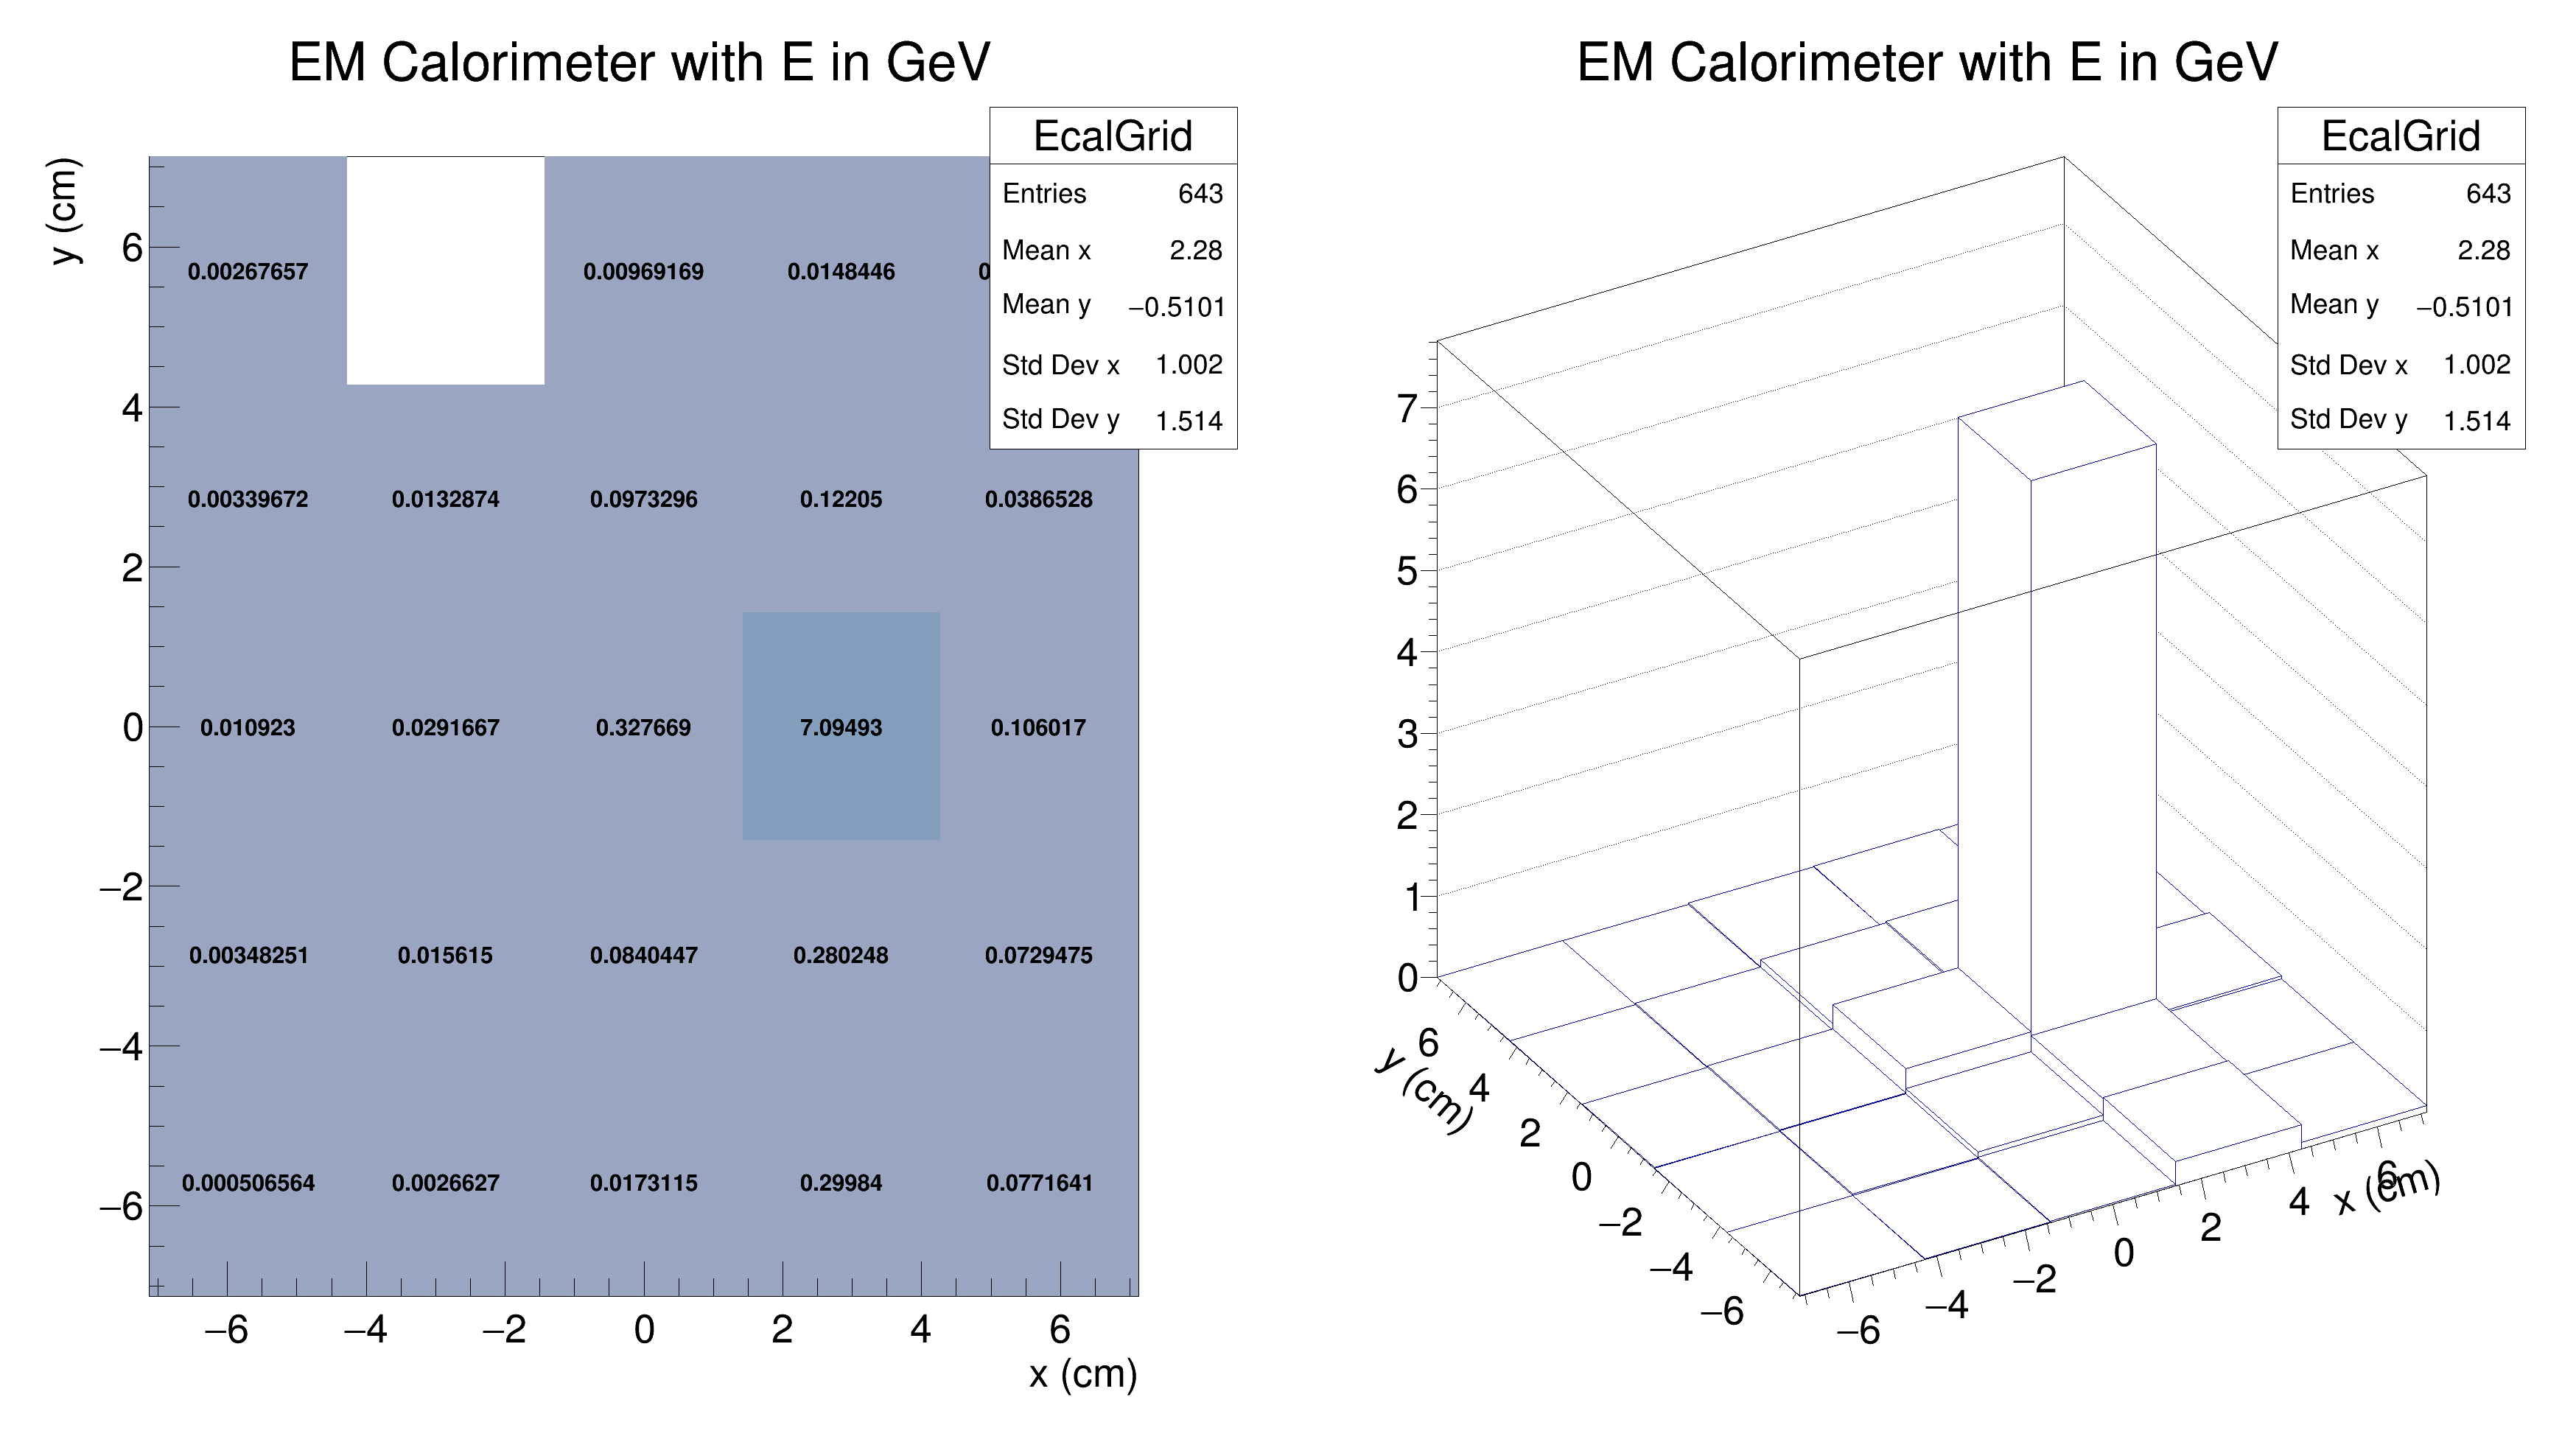 EM Calorimeter with E in GeV
EcalGrid
Entries 643
Mean x 2.28
Mean y −0.5101
Std Dev x 1.002
Std Dev y 1.514
y (cm)
6
4
2
0
−2
−4
−6
0.00267657 0.00969169 0.0148446 0
0.00339672 0.0132874 0.0973296 0.12205 0.0386528
0.010923 0.0291667 0.327669 7.09493 0.106017
0.00348251 0.015615 0.0840447 0.280248 0.0729475
0.000506564 0.0026627 0.0173115 0.29984 0.0771641
−6 −4 −2 0 2 4 6
x (cm)
EM Calorimeter with E in GeV
EcalGrid
Entries 643
Mean x 2.28
Mean y −0.5101
Std Dev x 1.002
Std Dev y 1.514
7
6
5
4
3
2
1
0
y (cm)
6
4
2
0
−2
−4
−6
−6
−4
−2
0
2
4
6
x (cm)